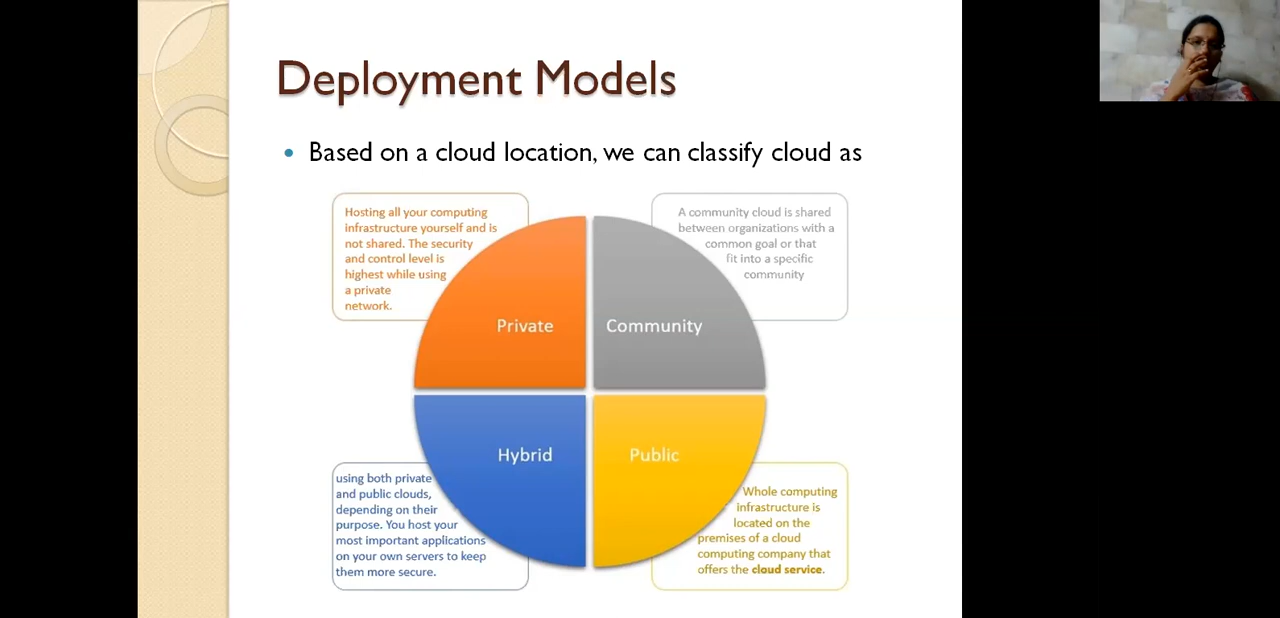 Deployment Models
Based on a cloud location, we can classify cloud as
Hosting all your computing
infrastructure yourself and is
not shared. The security
and control level is
highest while using
a private
network.
A community cloud is shared
between organizations with a
common goal or that
fit into a specific
community
Private
Community
Hybrid
Public
using both private
and public clouds,
depending on their
purpose. You host your
most important applications
on your own servers to keep
them more secure.
Whole computing
infrastructure is
located on the
premises of a cloud
computing company that
offers the cloud service.